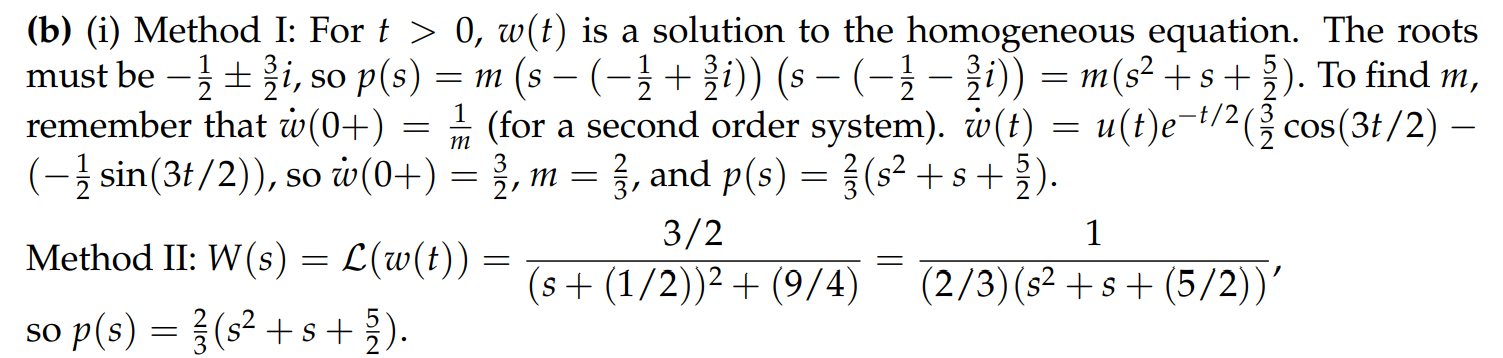 (b) (i) Method I: For t > 0, w(t) is a solution to the homogeneous equation. The roots
must be −1/2 ± 3/2 i, so p(s) = m (s − (−1/2 + 3/2 i)) (s − (−1/2 − 3/2 i)) = m(s² + s + 5/2). To find m,
remember that ẇ(0+) = 1/m (for a second order system). ẇ(t) = u(t)e^{−t/2}(3/2 cos(3t/2) −
(−1/2 sin(3t/2)), so ẇ(0+) = 3/2, m = 2/3, and p(s) = 2/3(s² + s + 5/2).
Method II: W(s) = ℒ(w(t)) = 3/2 / ((s + (1/2))² + (9/4)) = 1 / ((2/3)(s² + s + (5/2))),
so p(s) = 2/3(s² + s + 5/2).